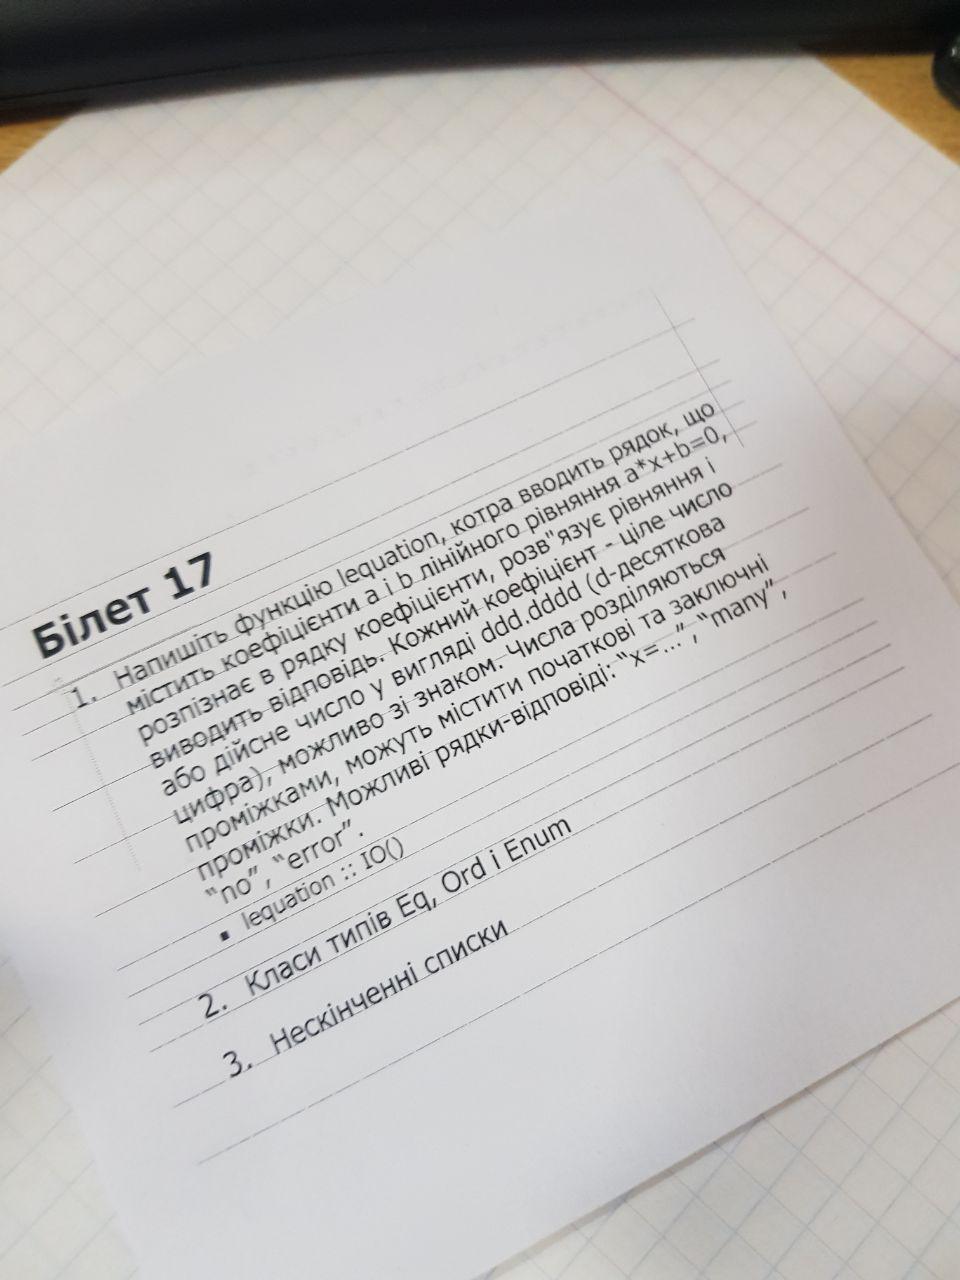 Білет 17
1. Напишіть функцію lequation, котра вводить рядок, що
містить коефіцієнти a і b лінійного рівняння a*x+b=0,
розпізнає в рядку коефіцієнти, розв"язує рівняння і
виводить відповідь. Кожний коефіцієнт - ціле число
або дійсне число у вигляді ddd.dddd (d-десяткова
цифра), можливо зі знаком. Числа розділяються
проміжками, можуть містити початкові та заключні
проміжки. Можливі рядки-відповіді: "x=...", "many",
"no", "error".
▪ lequation :: IO()
2. Класи типів Eq, Ord і Enum
3. Нескінченні списки